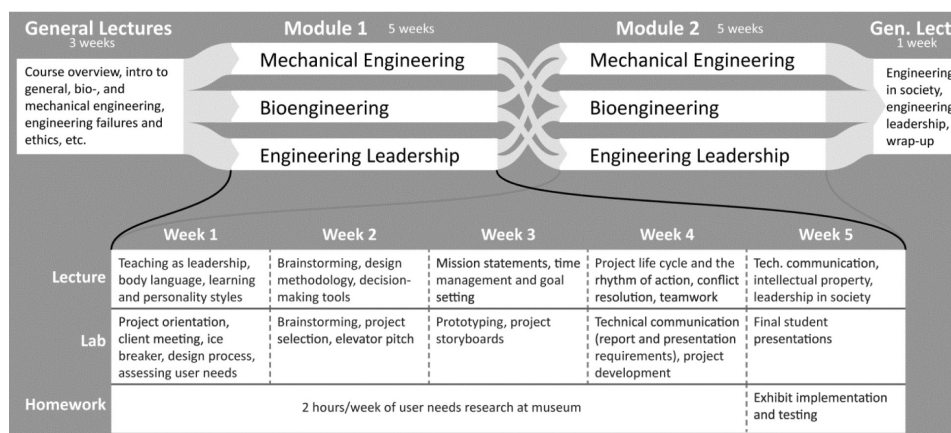 General Lectures
3 weeks
Module 1 5 weeks
Module 2 5 weeks
Gen. Lect
1 week
Course overview, intro to
general, bio-, and
mechanical engineering,
engineering failures and
ethics, etc.
Mechanical Engineering
Bioengineering
Engineering Leadership
Mechanical Engineering
Bioengineering
Engineering Leadership
Engineering
in society,
engineering
leadership,
wrap-up
Week 1
Week 2
Week 3
Week 4
Week 5
Lecture
Teaching as leadership,
body language, learning
and personality styles
Brainstorming, design
methodology, decision-
making tools
Mission statements, time
management and goal
setting
Project life cycle and the
rhythm of action, conflict
resolution, teamwork
Tech. communication,
intellectual property,
leadership in society
Lab
Project orientation,
client meeting, ice
breaker, design process,
assessing user needs
Brainstorming, project
selection, elevator pitch
Prototyping, project
storyboards
Technical communication
(report and presentation
requirements), project
development
Final student
presentations
Homework
2 hours/week of user needs research at museum
Exhibit implementation
and testing